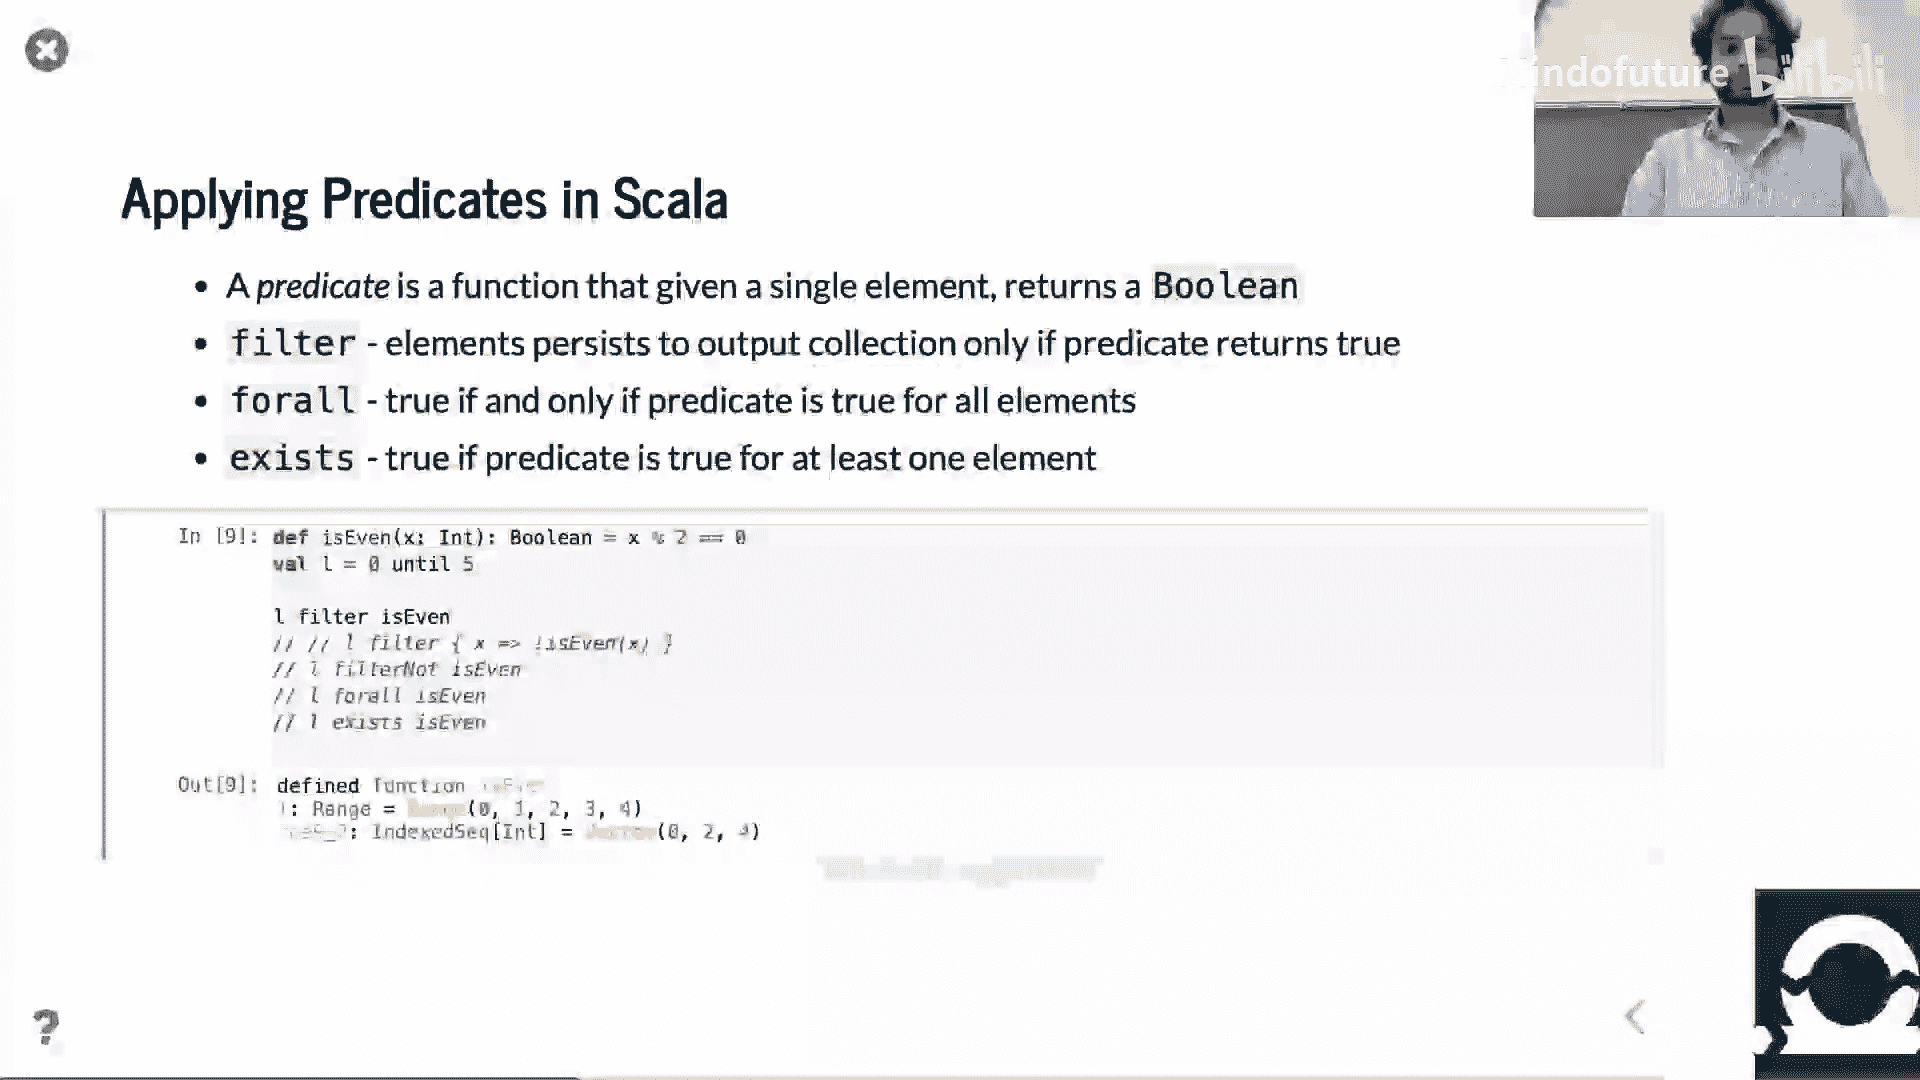 indofuture bilibili
Applying Predicates in Scala
• A predicate is a function that given a single element, returns a Boolean
• filter - elements persists to output collection only if predicate returns true
• forall - true if and only if predicate is true for all elements
• exists - true if predicate is true for at least one element
In [9]: def isEven(x: Int): Boolean = x % 2 == 0
val l = 0 until 5
l filter isEven
// // l filter { x => !isEven(x) }
// l filterNot isEven
// l forall isEven
// l exists isEven
Out[9]: defined function
: Range = (0, 1, 2, 3, 4)
: IndexedSeq[Int] = (0, 2, 4)
?